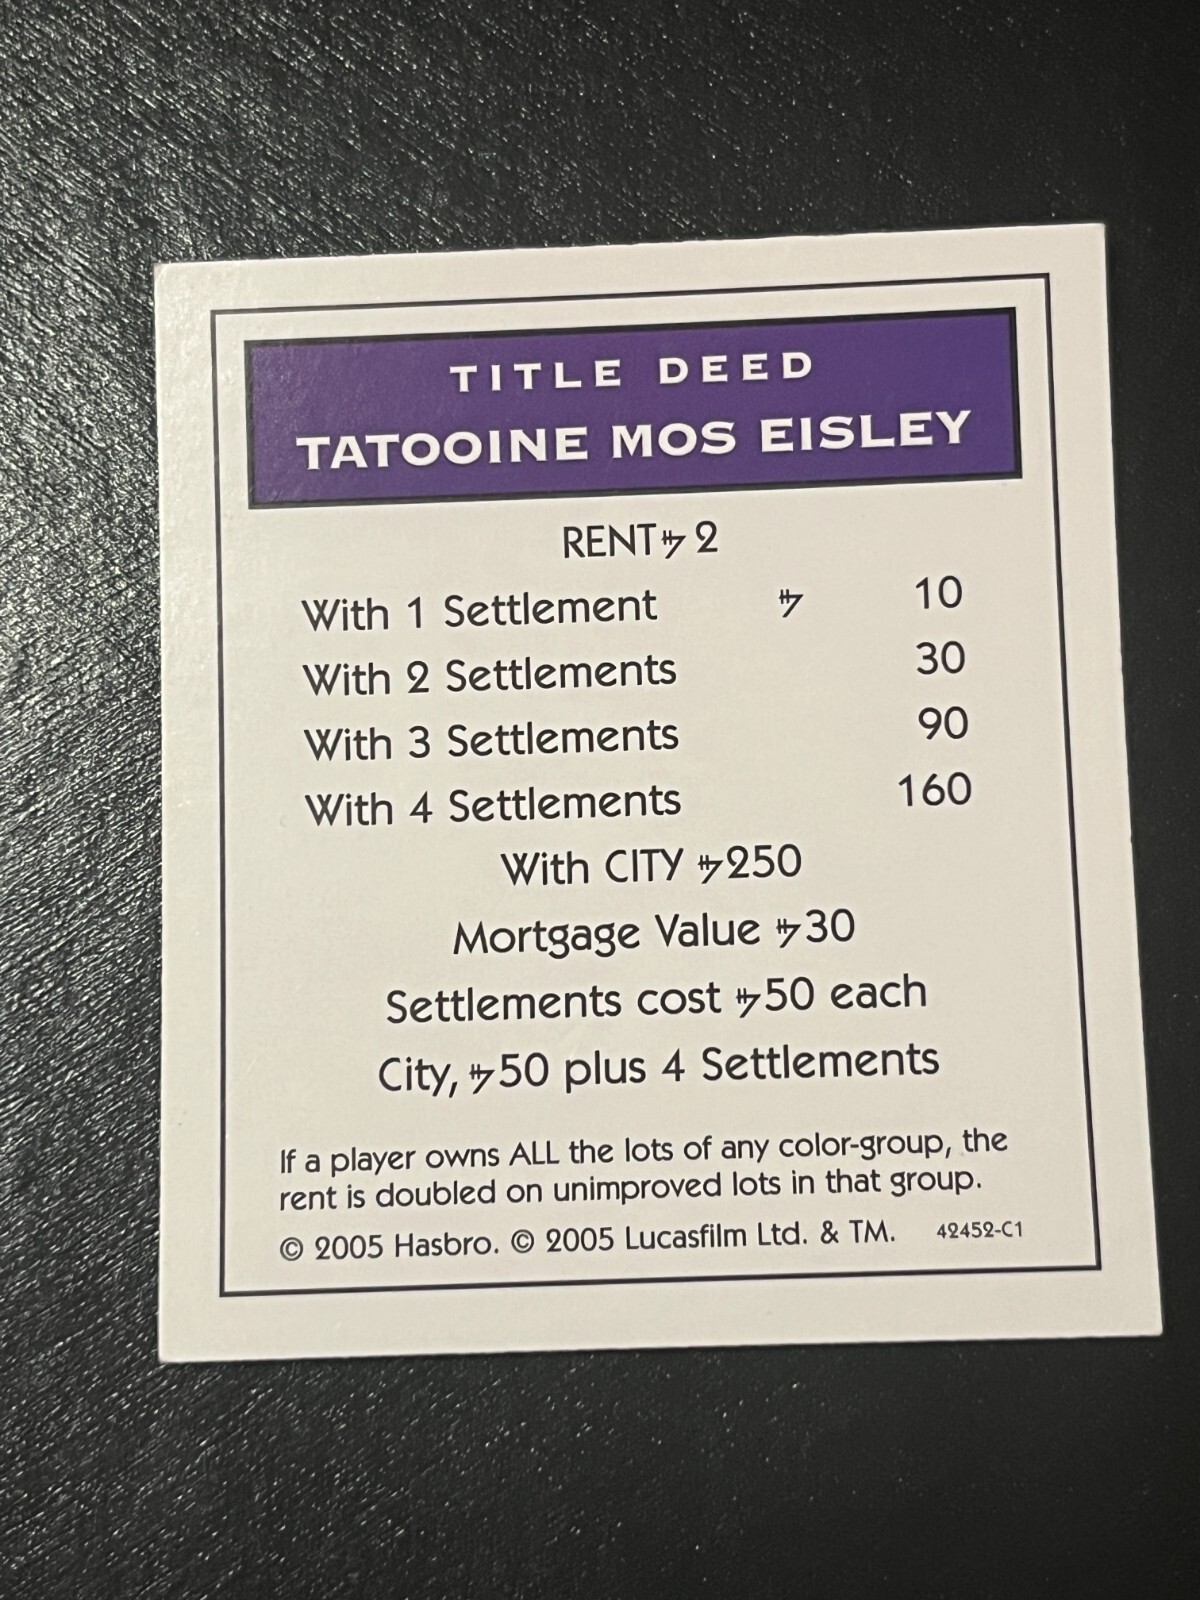 TITLE DEED
TATOOINE MOS EISLEY
RENT 2
With 1 Settlement 10
With 2 Settlements 30
With 3 Settlements 90
With 4 Settlements 160
With CITY 250
Mortgage Value 30
Settlements cost 50 each
City, 50 plus 4 Settlements
If a player owns ALL the lots of any color-group, the
rent is doubled on unimproved lots in that group.
© 2005 Hasbro. © 2005 Lucasfilm Ltd. & TM. 42452-C1